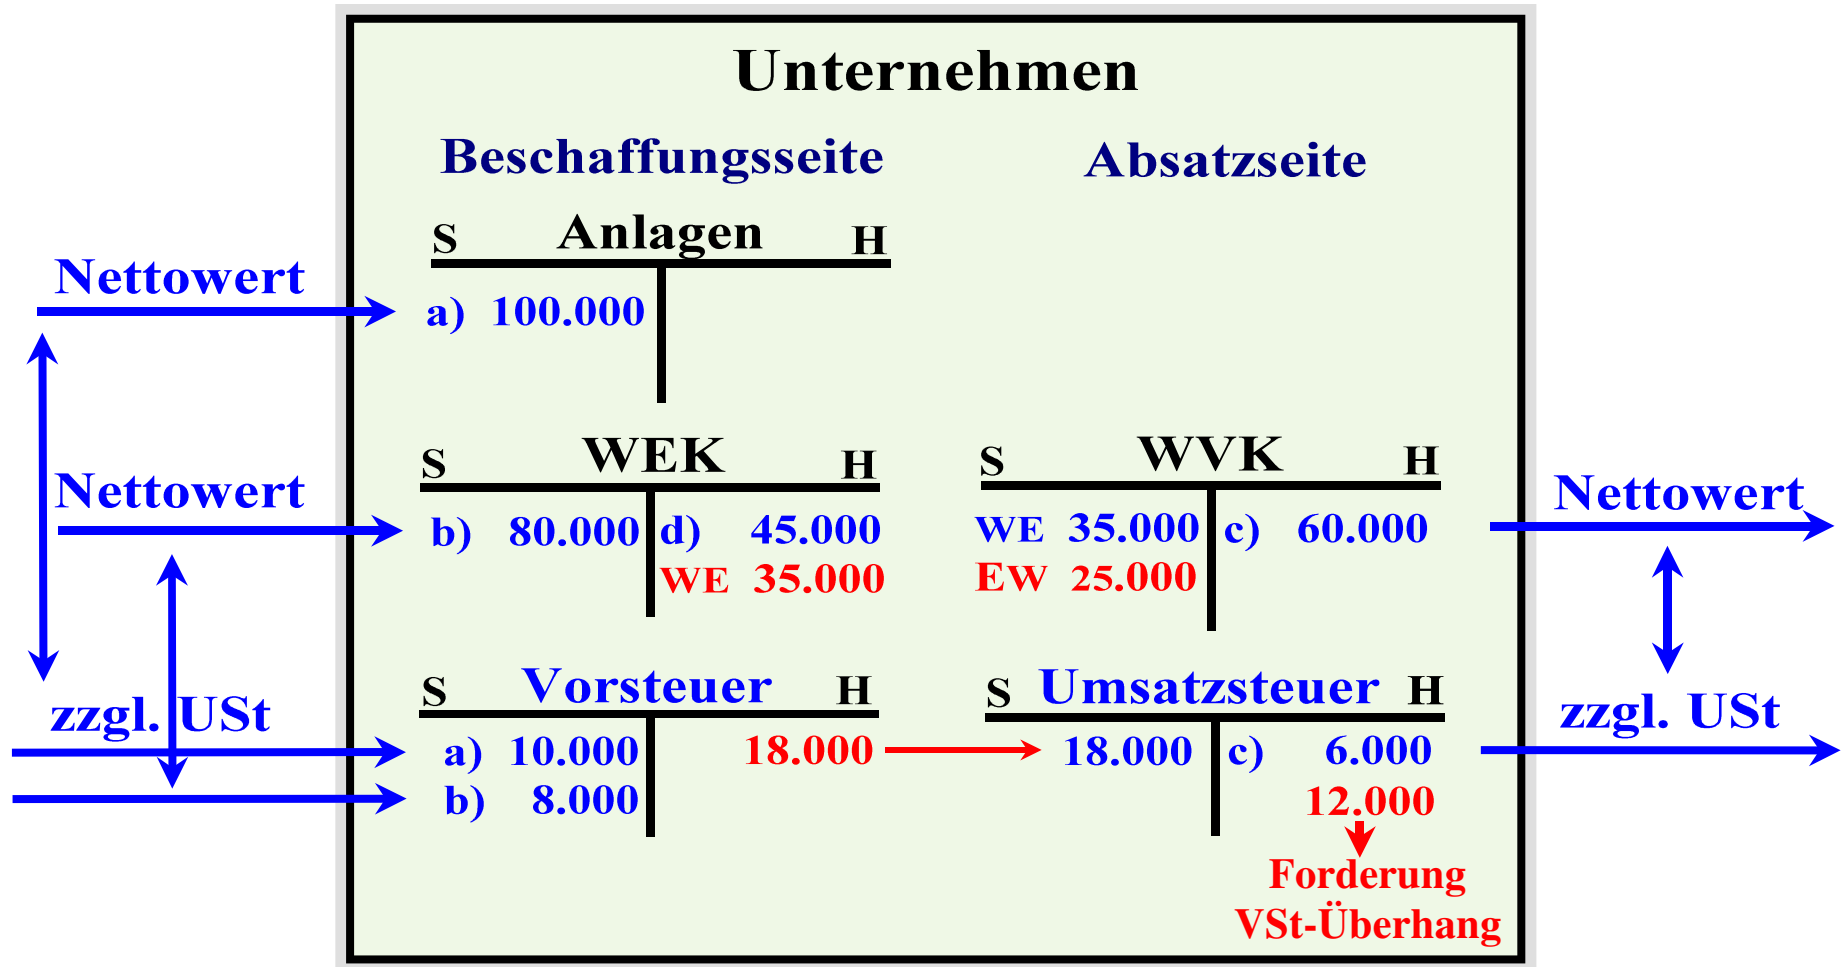 Unternehmen
Beschaffungsseite
Absatzseite
S Anlagen H
Nettowert
a) 100.000
S WEK H
Nettowert
b) 80.000 d) 45.000
WE 35.000
S WVK H
WE 35.000 c) 60.000
EW 25.000
Nettowert
S Vorsteuer H
zzgl. USt
a) 10.000 18.000
b) 8.000
S Umsatzsteuer H
18.000 c) 6.000
12.000
zzgl. USt
Forderung
VSt-Überhang